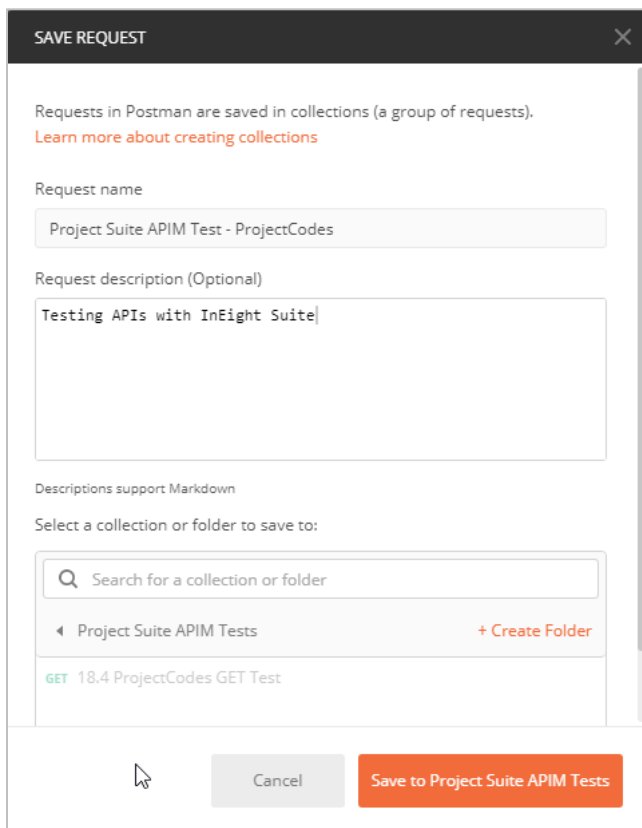 SAVE REQUEST
Requests in Postman are saved in collections (a group of requests).
Learn more about creating collections
Request name
Project Suite APIM Test - ProjectCodes
Request description (Optional)
Testing APIs with InEight Suite
Descriptions support Markdown
Select a collection or folder to save to:
Search for a collection or folder
Project Suite APIM Tests + Create Folder
GET 18.4 ProjectCodes GET Test
Cancel Save to Project Suite APIM Tests